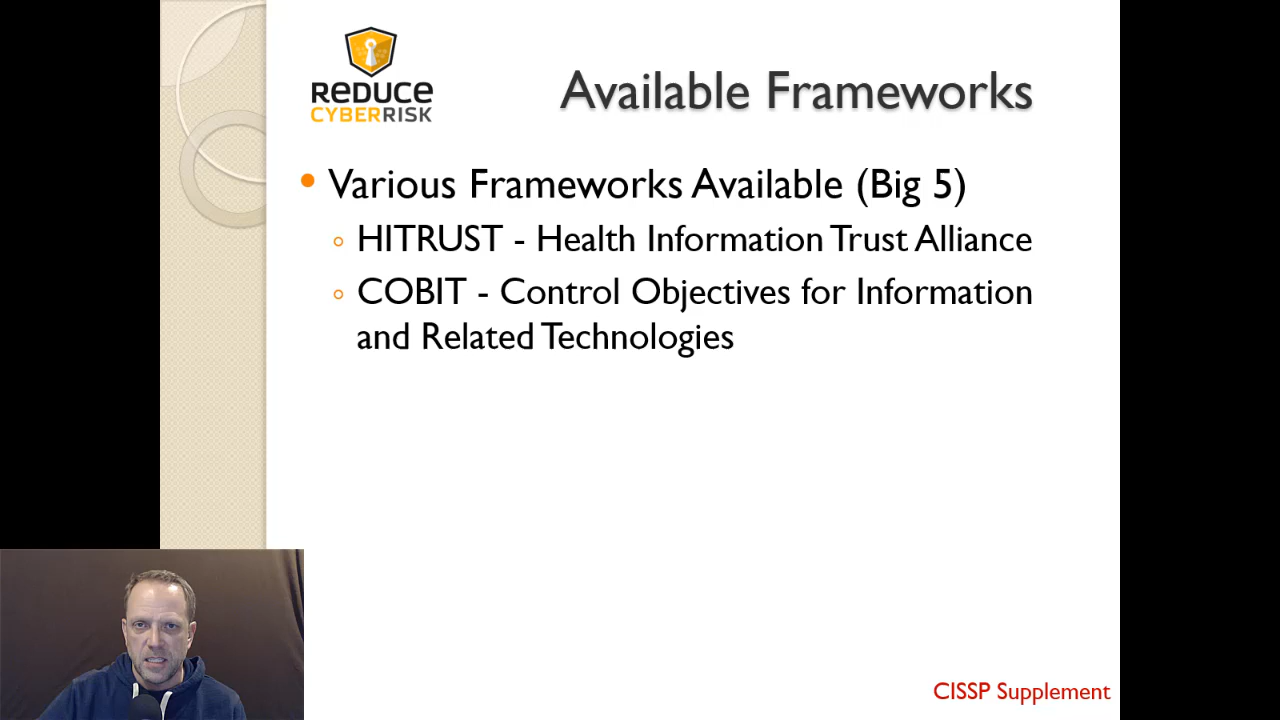 REDUCE
CYBERRISK
Available Frameworks
• Various Frameworks Available (Big 5)
◦ HITRUST - Health Information Trust Alliance
◦ COBIT - Control Objectives for Information
and Related Technologies
CISSP Supplement